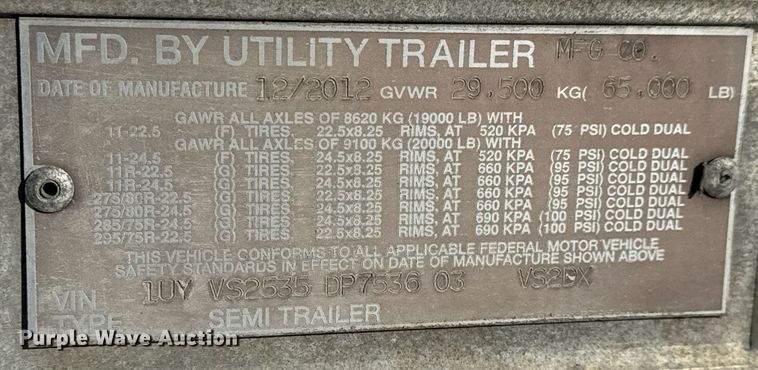 MFD. BY UTILITY TRAILER MFG CO.
DATE OF MANUFACTURE 12/2012 GVWR 29.500 KG( 65.000 LB)
GAWR ALL AXLES OF 8620 KG (19000 LB) WITH
11-22.5 (F) TIRES. 22.5x8.25 RIMS, AT 520 KPA (75 PSI) COLD DUAL
GAWR ALL AXLES OF 9100 KG (20000 LB) WITH
11-24.5 (F) TIRES. 24.5x8.25 RIMS, AT 520 KPA (75 PSI) COLD DUAL
11R-22.5 (G) TIRES. 22.5x8.25 RIMS, AT 660 KPA (95 PSI) COLD DUAL
11R-24.5 (G) TIRES. 24.5x8.25 RIMS, AT 660 KPA (95 PSI) COLD DUAL
275/80R-22.5 (G) TIRES. 22.5x8.25 RIMS, AT 660 KPA (95 PSI) COLD DUAL
275/80R-24.5 (G) TIRES. 24.5x8.25 RIMS, AT 660 KPA (95 PSI) COLD DUAL
285/75R-24.5 (G) TIRES. 24.5x8.25 RIMS, AT 690 KPA (100 PSI) COLD DUAL
295/75R-22.5 (G) TIRES. 22.5x8.25 RIMS, AT 690 KPA (100 PSI) COLD DUAL
THIS VEHICLE CONFORMS TO ALL APPLICABLE FEDERAL MOTOR VEHICLE
SAFETY STANDARDS IN EFFECT ON DATE OF MANUFACTURE SHOWN ABOVE
VIN 1UY VS2535 DP7536 03 VS2DX
TYPE SEMI TRAILER
Purple Wave Auction